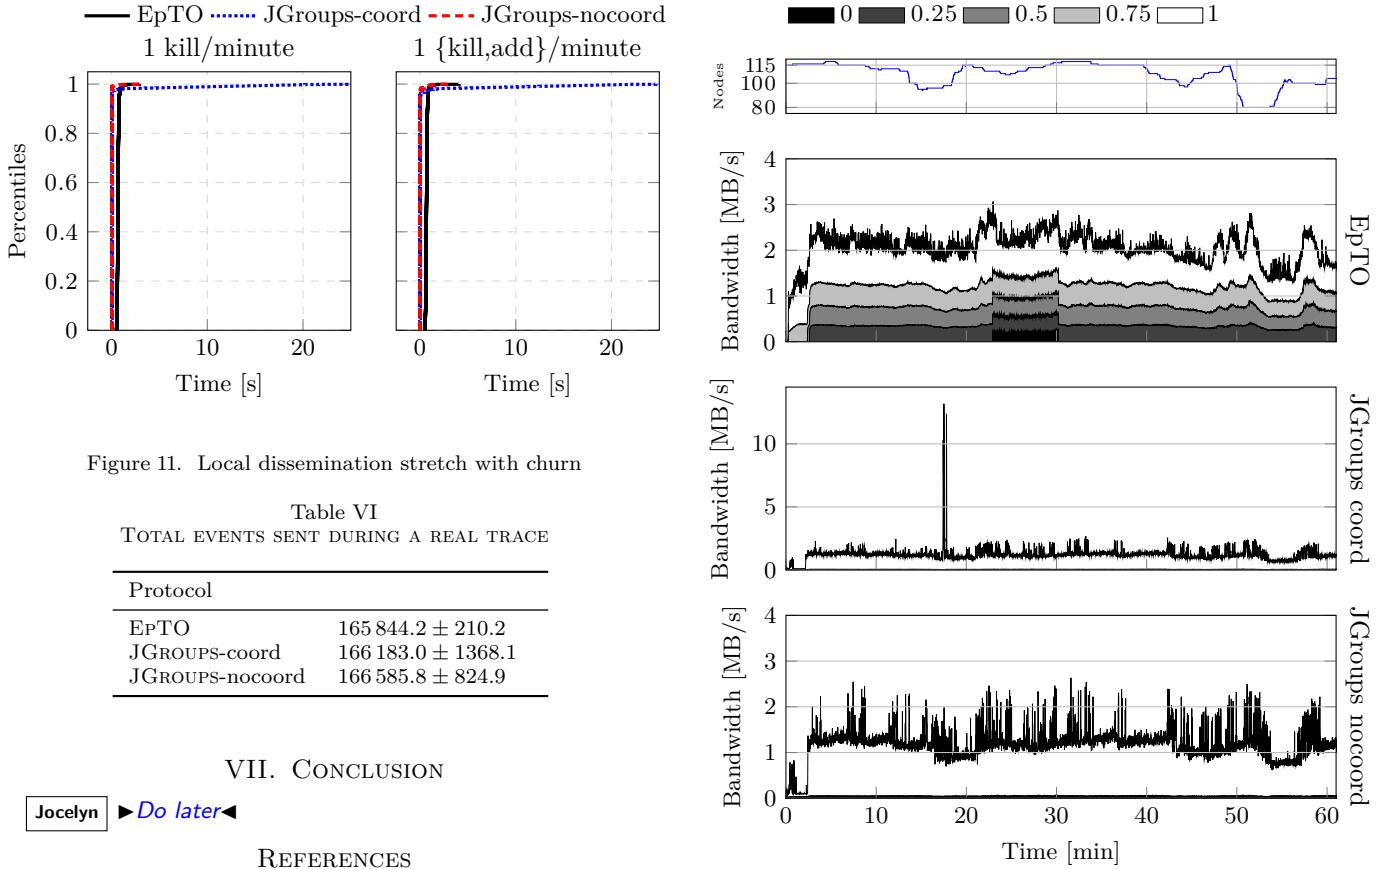 EpTO JGroups-coord JGroups-nocoord
1 kill/minute
1 {kill,add}/minute
Percentiles
1
0.8
0.6
0.4
0.2
0
0 10 20
0 10 20
Time [s]
Time [s]
Figure 11. Local dissemination stretch with churn
Table VI
TOTAL EVENTS SENT DURING A REAL TRACE
Protocol
EPTO 165 844.2 ± 210.2
JGROUPS-coord 166 183.0 ± 1368.1
JGROUPS-nocoord 166 585.8 ± 824.9
VII. CONCLUSION
Jocelyn ▶Do later◀
REFERENCES
0 0.25 0.5 0.75 1
Nodes
115
100
80
Bandwidth [MB/s]
4
3
2
1
0
EpTO
Bandwidth [MB/s]
10
5
0
JGroups coord
Bandwidth [MB/s]
4
3
2
1
0
JGroups nocoord
0 10 20 30 40 50 60
Time [min]